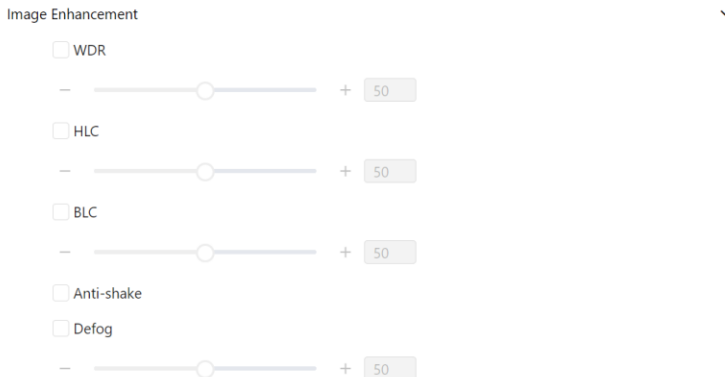 Image Enhancement
WDR
− + 50
HLC
− + 50
BLC
− + 50
Anti-shake
Defog
− + 50